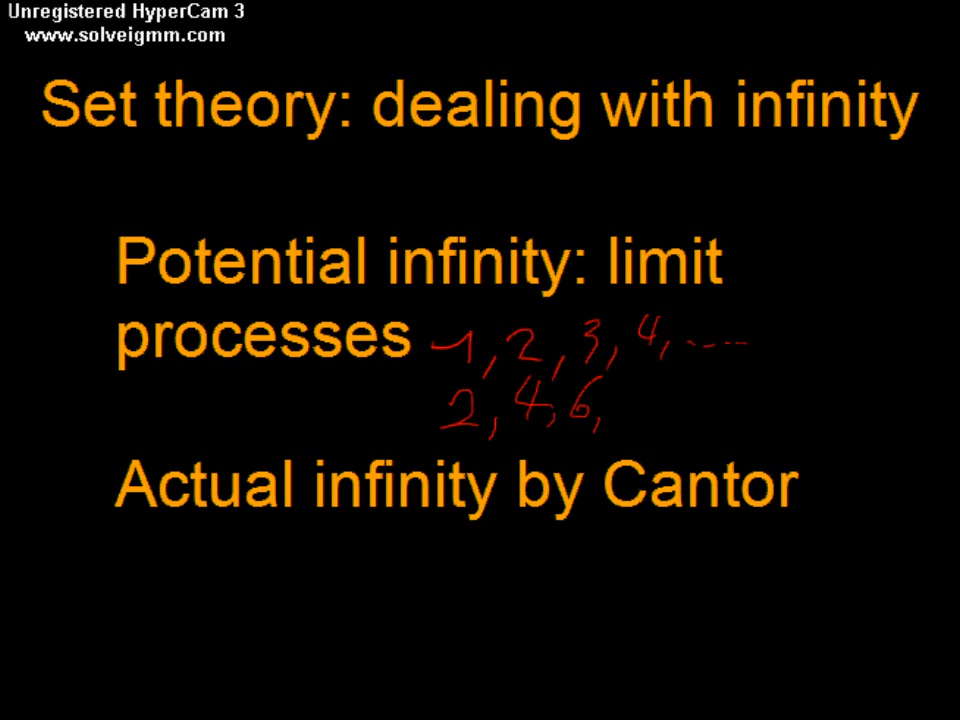 Unregistered HyperCam 3
www.solveigmm.com
Set theory: dealing with infinity
Potential infinity: limit
processes 1, 2, 3, 4, .....
2, 4, 6,
Actual infinity by Cantor